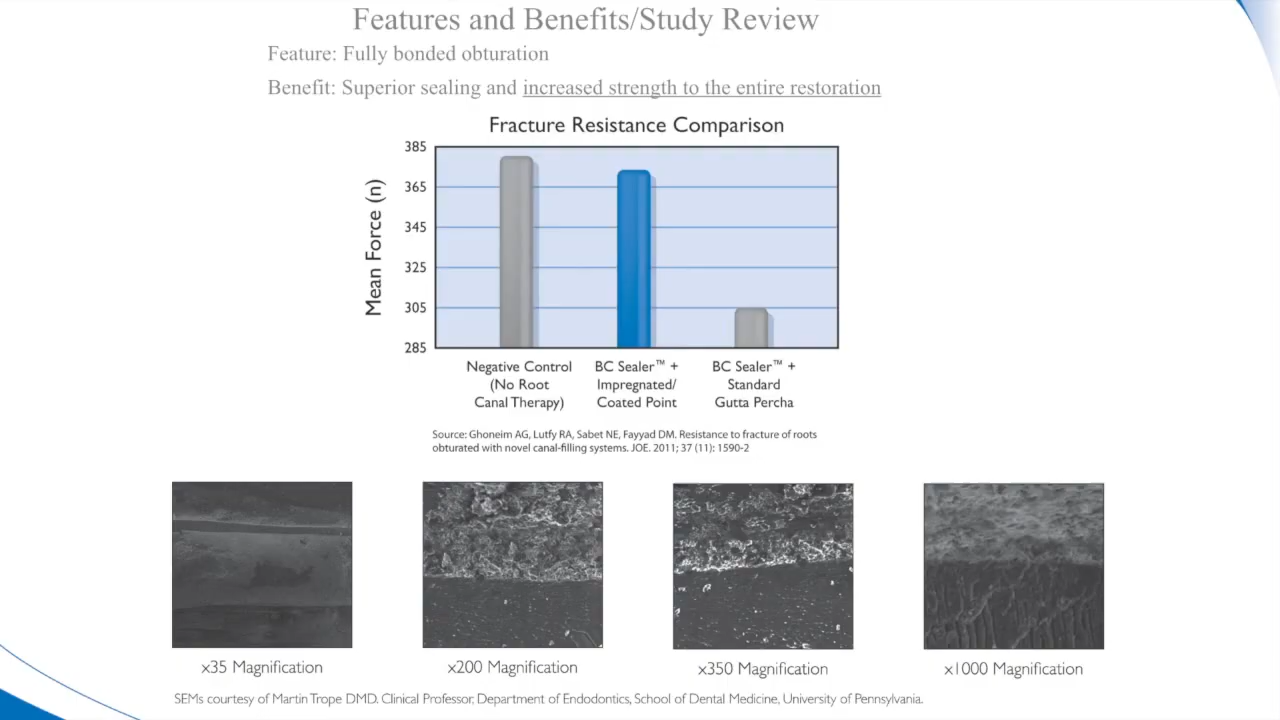 Features and Benefits/Study Review
Feature: Fully bonded obturation
Benefit: Superior sealing and increased strength to the entire restoration
Fracture Resistance Comparison
385
365
345
325
305
285
Mean Force (n)
Negative Control
(No Root
Canal Therapy)
BC Sealer™ +
Impregnated/
Coated Point
BC Sealer™ +
Standard
Gutta Percha
Source: Ghoneim AG, Lutfy RA, Sabet NE, Fayyad DM. Resistance to fracture of roots
obturated with novel canal-filling systems. JOE. 2011; 37 (11): 1590-2
x35 Magnification
x200 Magnification
x350 Magnification
x1000 Magnification
SEMs courtesy of Martin Trope DMD. Clinical Professor, Department of Endodontics, School of Dental Medicine, University of Pennsylvania.